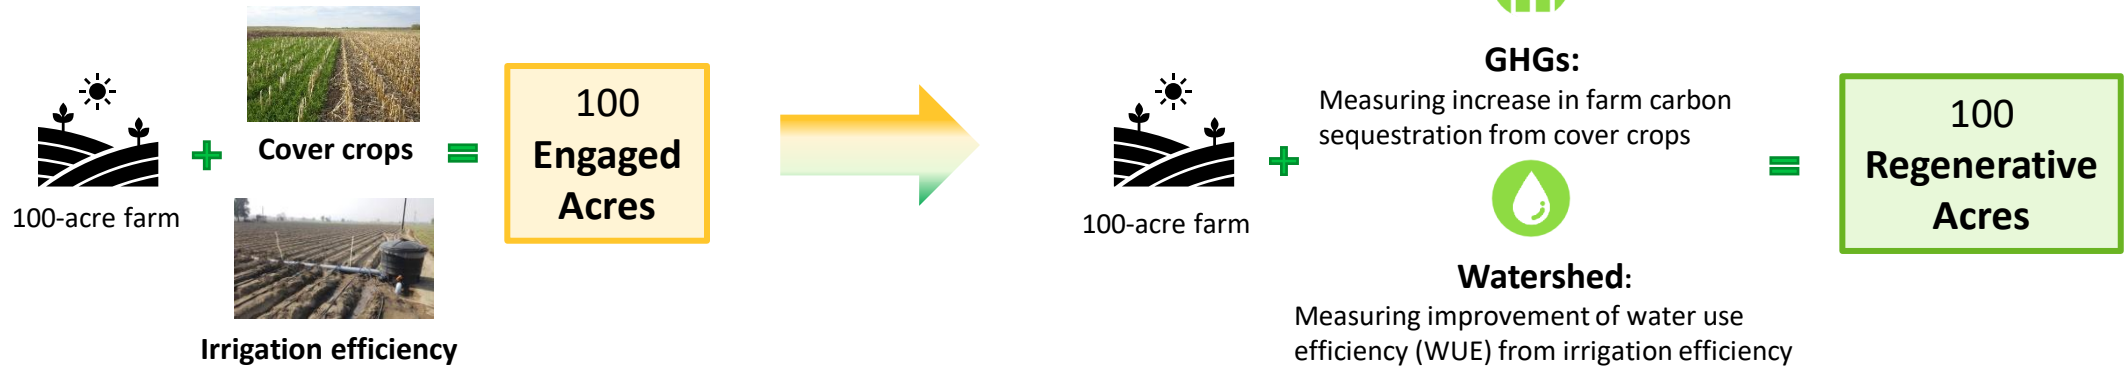 100-acre farm
+
Cover crops
Irrigation efficiency
=
100
Engaged
Acres
100-acre farm
+
GHGs:
Measuring increase in farm carbon
sequestration from cover crops
Watershed:
Measuring improvement of water use
efficiency (WUE) from irrigation efficiency
=
100
Regenerative
Acres